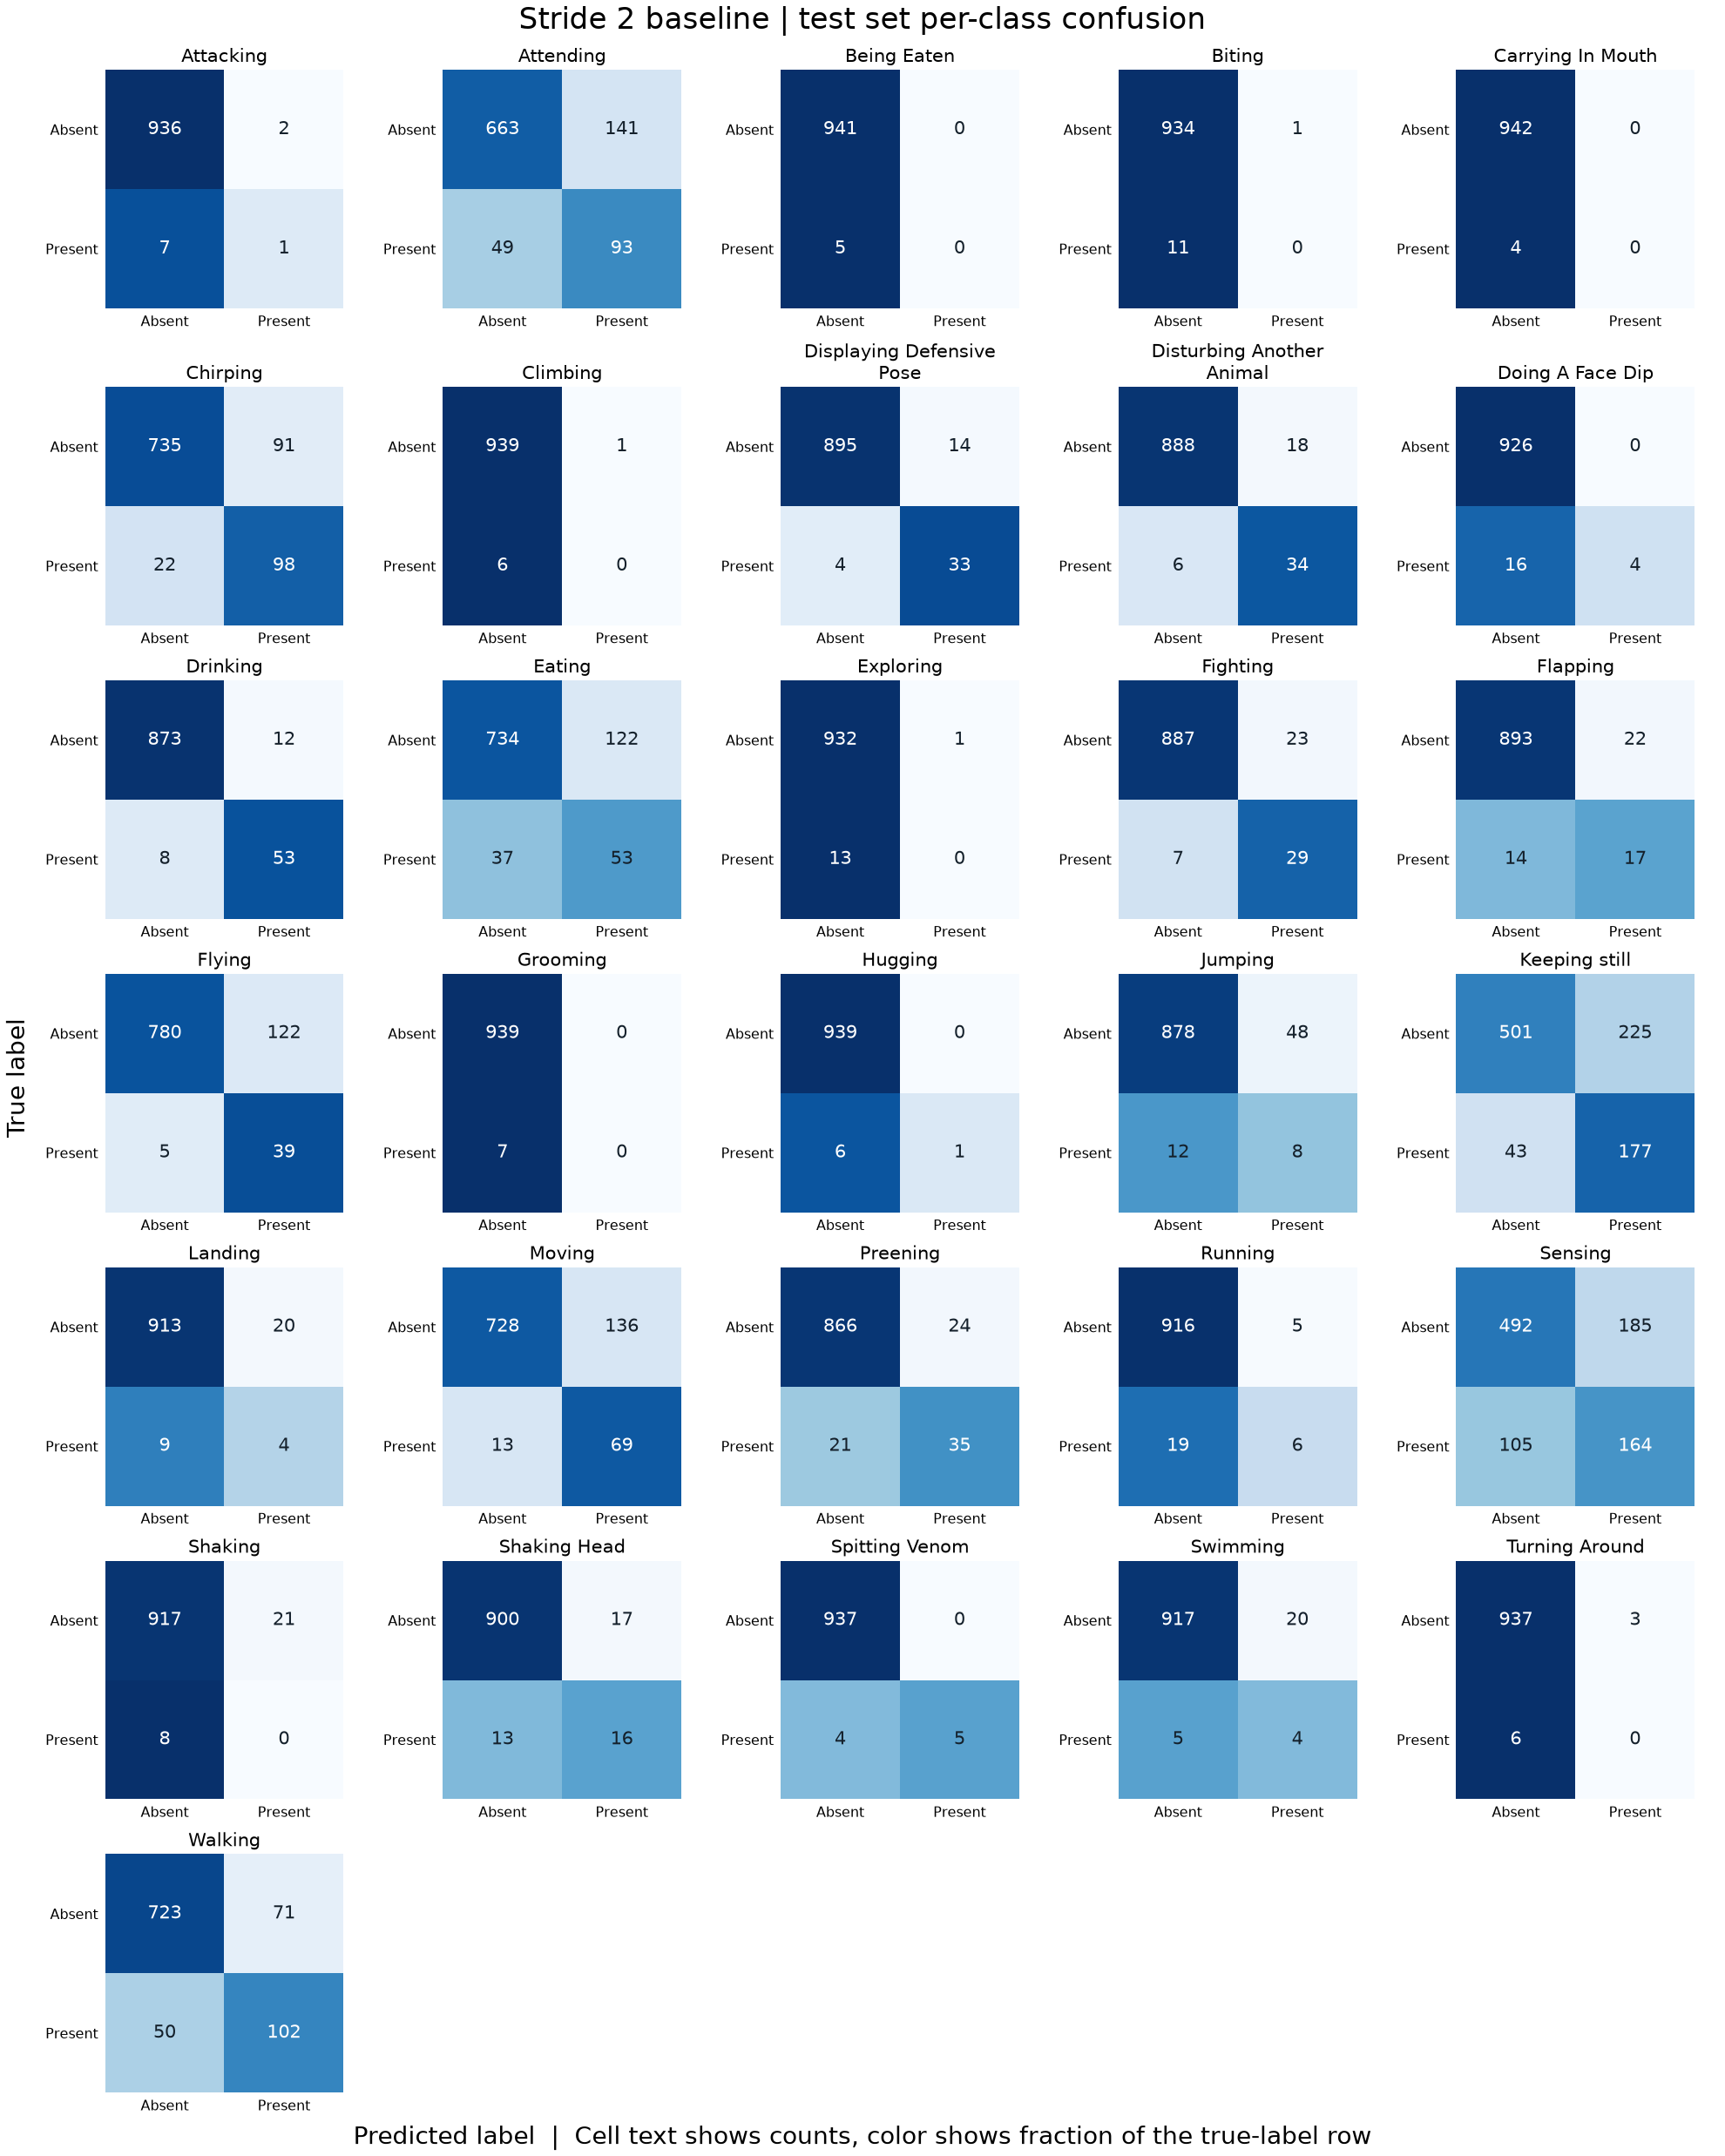 Stride 2 baseline | test set per-class confusion
Attacking Attending Being Eaten Biting Carrying In Mouth
Absent 936 2 Absent 663 141 Absent 941 0 Absent 934 1 Absent 942 0
Present 7 1 Present 49 93 Present 5 0 Present 11 0 Present 4 0
Absent Present Absent Present Absent Present Absent Present Absent Present
Chirping Climbing Displaying Defensive Pose Disturbing Another Animal Doing A Face Dip
Absent 735 91 Absent 939 1 Absent 895 14 Absent 888 18 Absent 926 0
Present 22 98 Present 6 0 Present 4 33 Present 6 34 Present 16 4
Absent Present Absent Present Absent Present Absent Present Absent Present
Drinking Eating Exploring Fighting Flapping
Absent 873 12 Absent 734 122 Absent 932 1 Absent 887 23 Absent 893 22
Present 8 53 Present 37 53 Present 13 0 Present 7 29 Present 14 17
Absent Present Absent Present Absent Present Absent Present Absent Present
Flying Grooming Hugging Jumping Keeping still
Absent 780 122 Absent 939 0 Absent 939 0 Absent 878 48 Absent 501 225
Present 5 39 Present 7 0 Present 6 1 Present 12 8 Present 43 177
Absent Present Absent Present Absent Present Absent Present Absent Present
True label
Landing Moving Preening Running Sensing
Absent 913 20 Absent 728 136 Absent 866 24 Absent 916 5 Absent 492 185
Present 9 4 Present 13 69 Present 21 35 Present 19 6 Present 105 164
Absent Present Absent Present Absent Present Absent Present Absent Present
Shaking Shaking Head Spitting Venom Swimming Turning Around
Absent 917 21 Absent 900 17 Absent 937 0 Absent 917 20 Absent 937 3
Present 8 0 Present 13 16 Present 4 5 Present 5 4 Present 6 0
Absent Present Absent Present Absent Present Absent Present Absent Present
Walking
Absent 723 71
Present 50 102
Absent Present
Predicted label | Cell text shows counts, color shows fraction of the true-label row